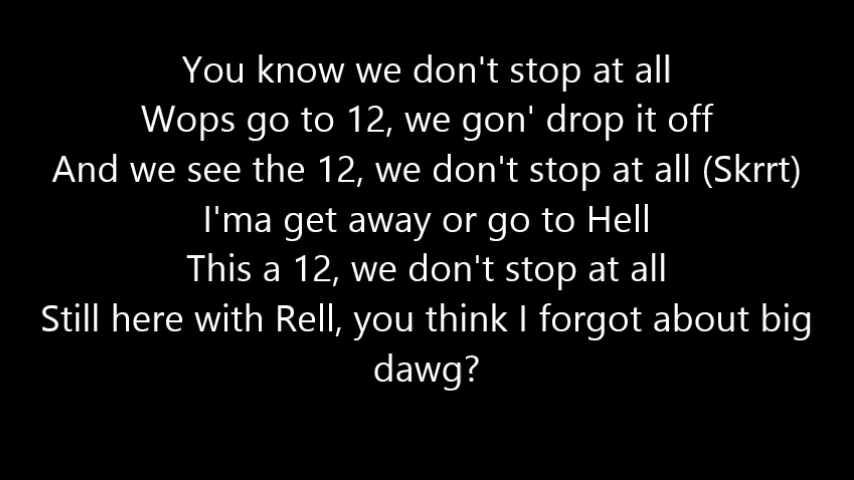 You know we don't stop at all
Wops go to 12, we gon' drop it off
And we see the 12, we don't stop at all (Skrrt)
I'ma get away or go to Hell
This a 12, we don't stop at all
Still here with Rell, you think I forgot about big
dawg?